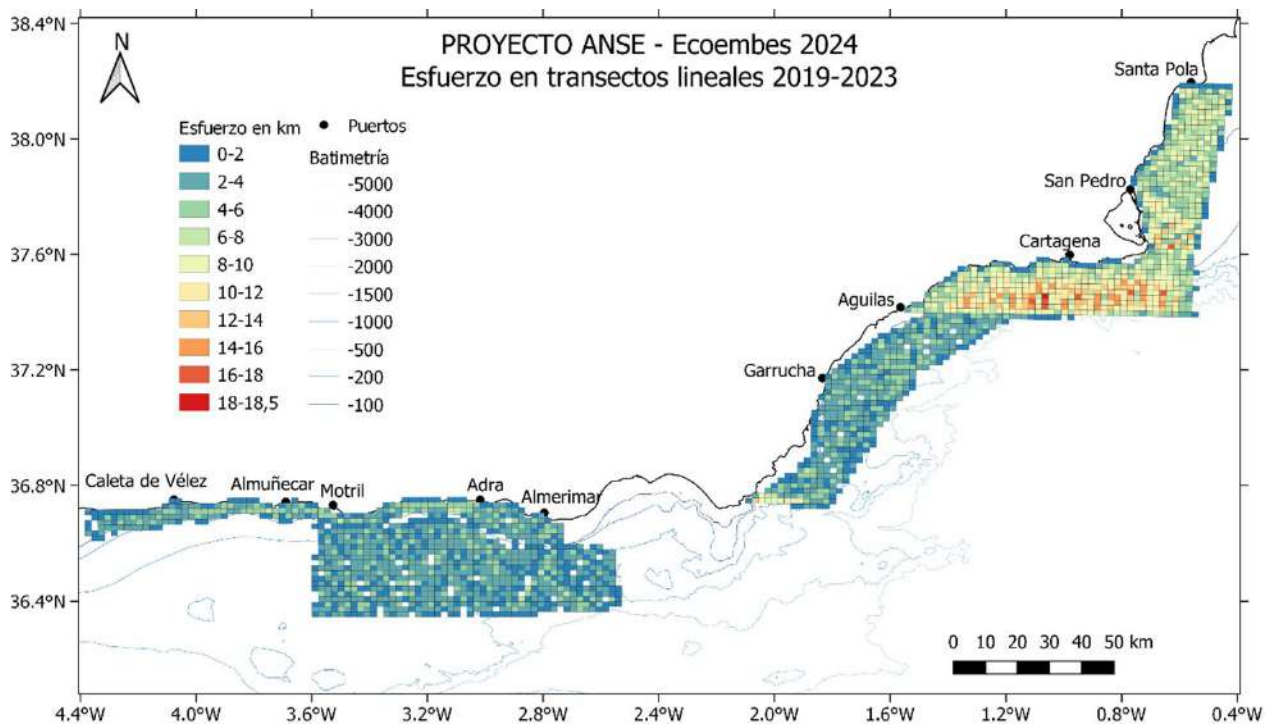 PROYECTO ANSE - Ecoembes 2024
Esfuerzo en transectos lineales 2019-2023
N
Esfuerzo en km
0-2
2-4
4-6
6-8
8-10
10-12
12-14
14-16
16-18
18-18,5
Puertos
Batimetría
-5000
-4000
-3000
-2000
-1500
-1000
-500
-200
-100
Santa Pola
San Pedro
Cartagena
Aguilas
Garrucha
Caleta de Vélez
Almuñecar
Motril
Adra
Almerimar
38.4°N
38.0°N
37.6°N
37.2°N
36.8°N
36.4°N
0 10 20 30 40 50 km
4.4°W 4.0°W 3.6°W 3.2°W 2.8°W 2.4°W 2.0°W 1.6°W 1.2°W 0.8°W 0.4°W